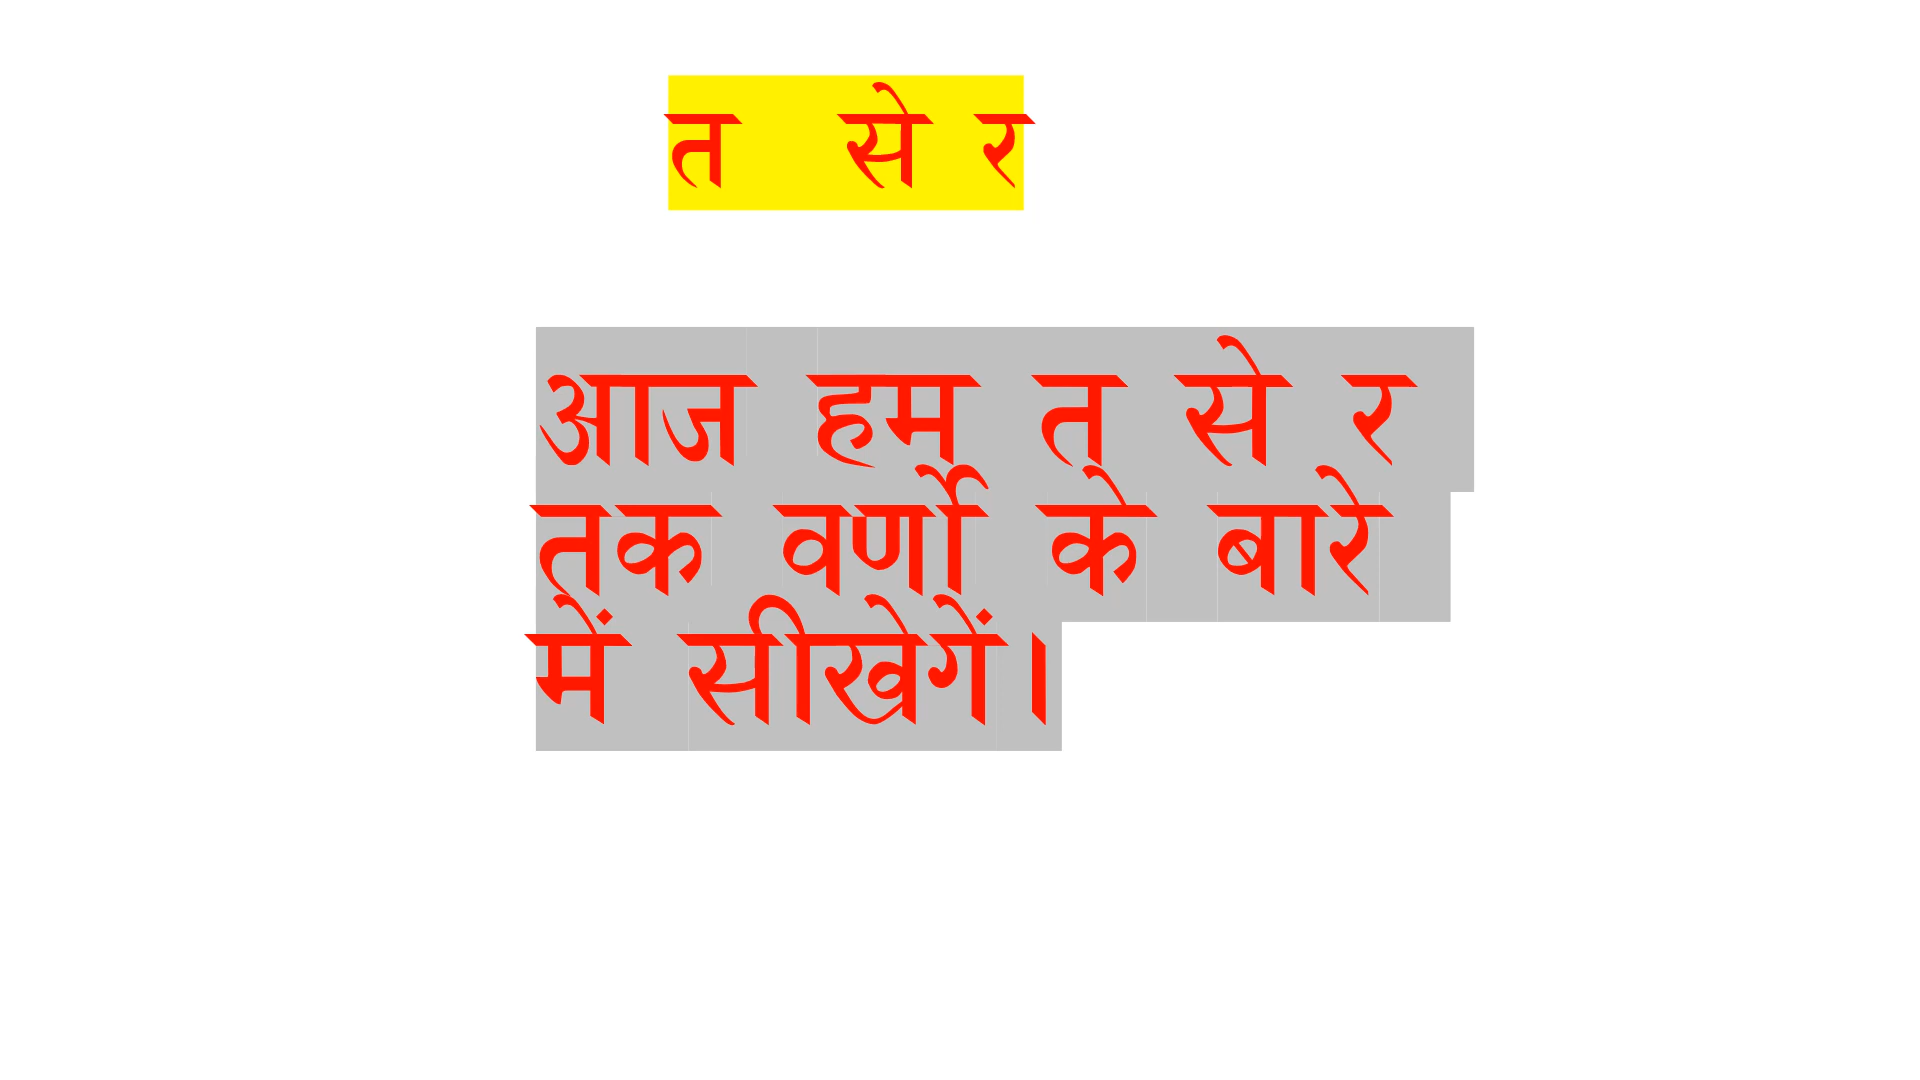 त से र
आज हम त से र
तक वर्णो के बारे
में सीखेगें।